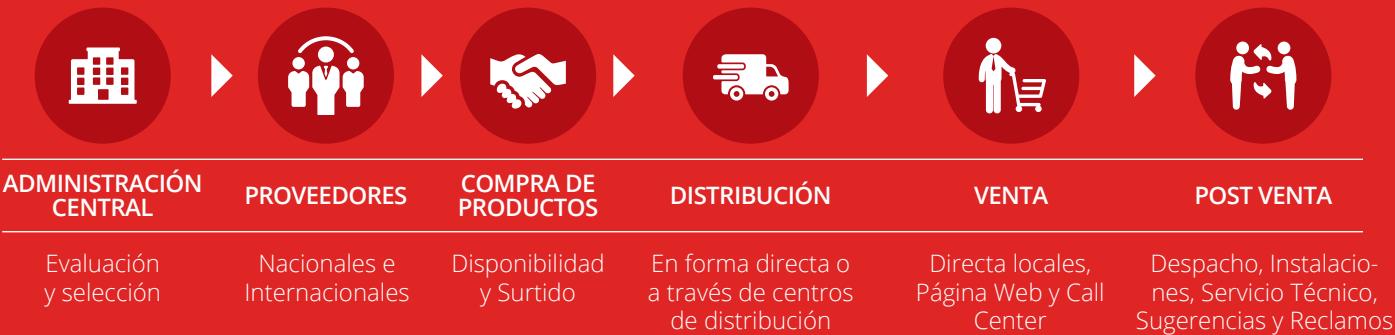 ADMINISTRACIÓN
CENTRAL
PROVEEDORES
COMPRA DE
PRODUCTOS
DISTRIBUCIÓN
VENTA
POST VENTA
Evaluación
y selección
Nacionales e
Internacionales
Disponibilidad
y Surtido
En forma directa o
a través de centros
de distribución
Directa locales,
Página Web y Call
Center
Despacho, Instalacio-
nes, Servicio Técnico,
Sugerencias y Reclamos